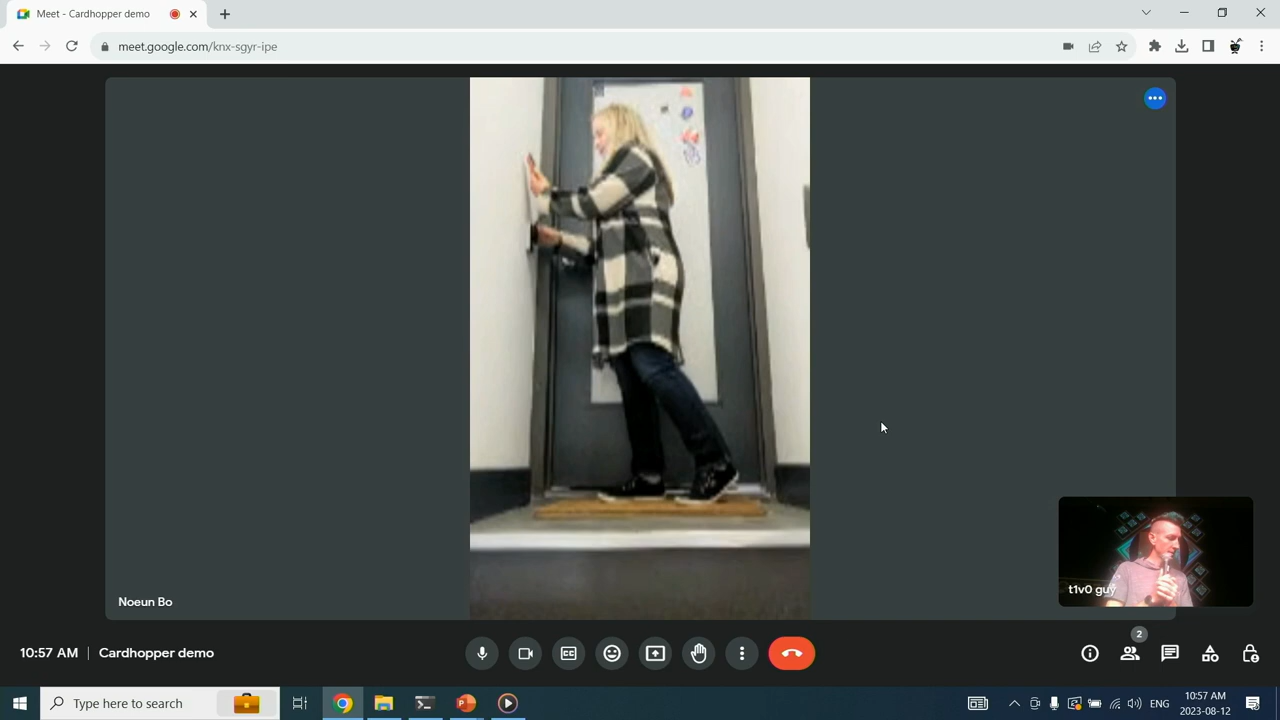 Meet - Cardhopper demo
meet.google.com/knx-sgyr-ipe
Noeun Bo
t1v0 guy
10:57 AM | Cardhopper demo
2
Type here to search
ENG
10:57 AM
2023-08-12